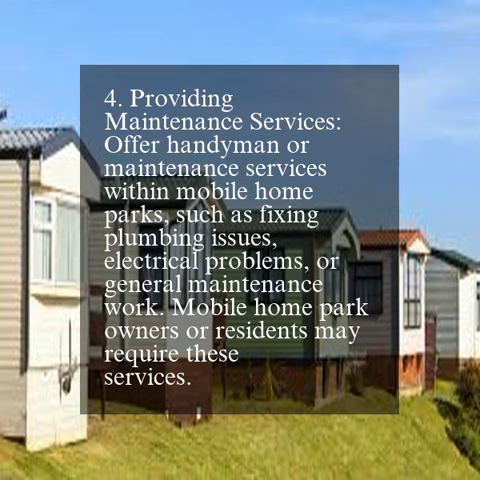 4. Providing
Maintenance Services:
Offer handyman or
maintenance services
within mobile home
parks, such as fixing
plumbing issues,
electrical problems, or
general maintenance
work. Mobile home park
owners or residents may
require these
services.